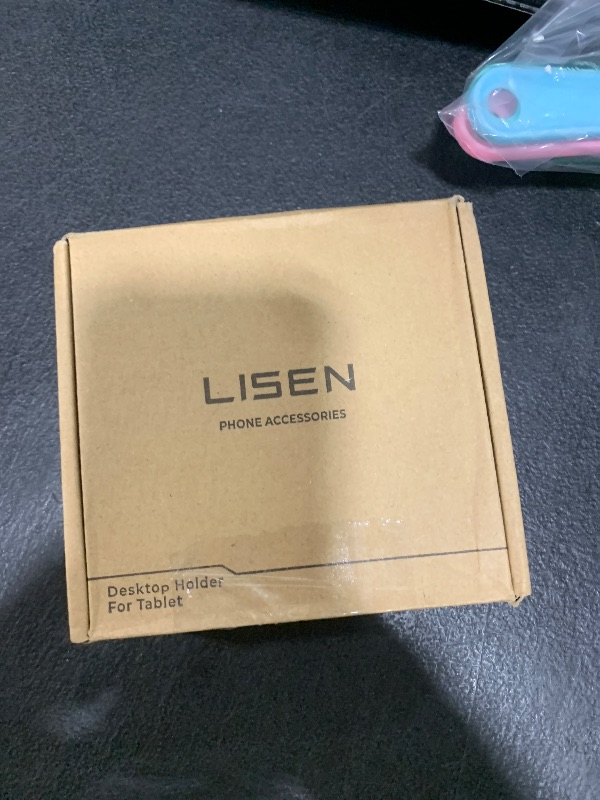 LISEN
PHONE ACCESSORIES
Desktop Holder
For Tablet